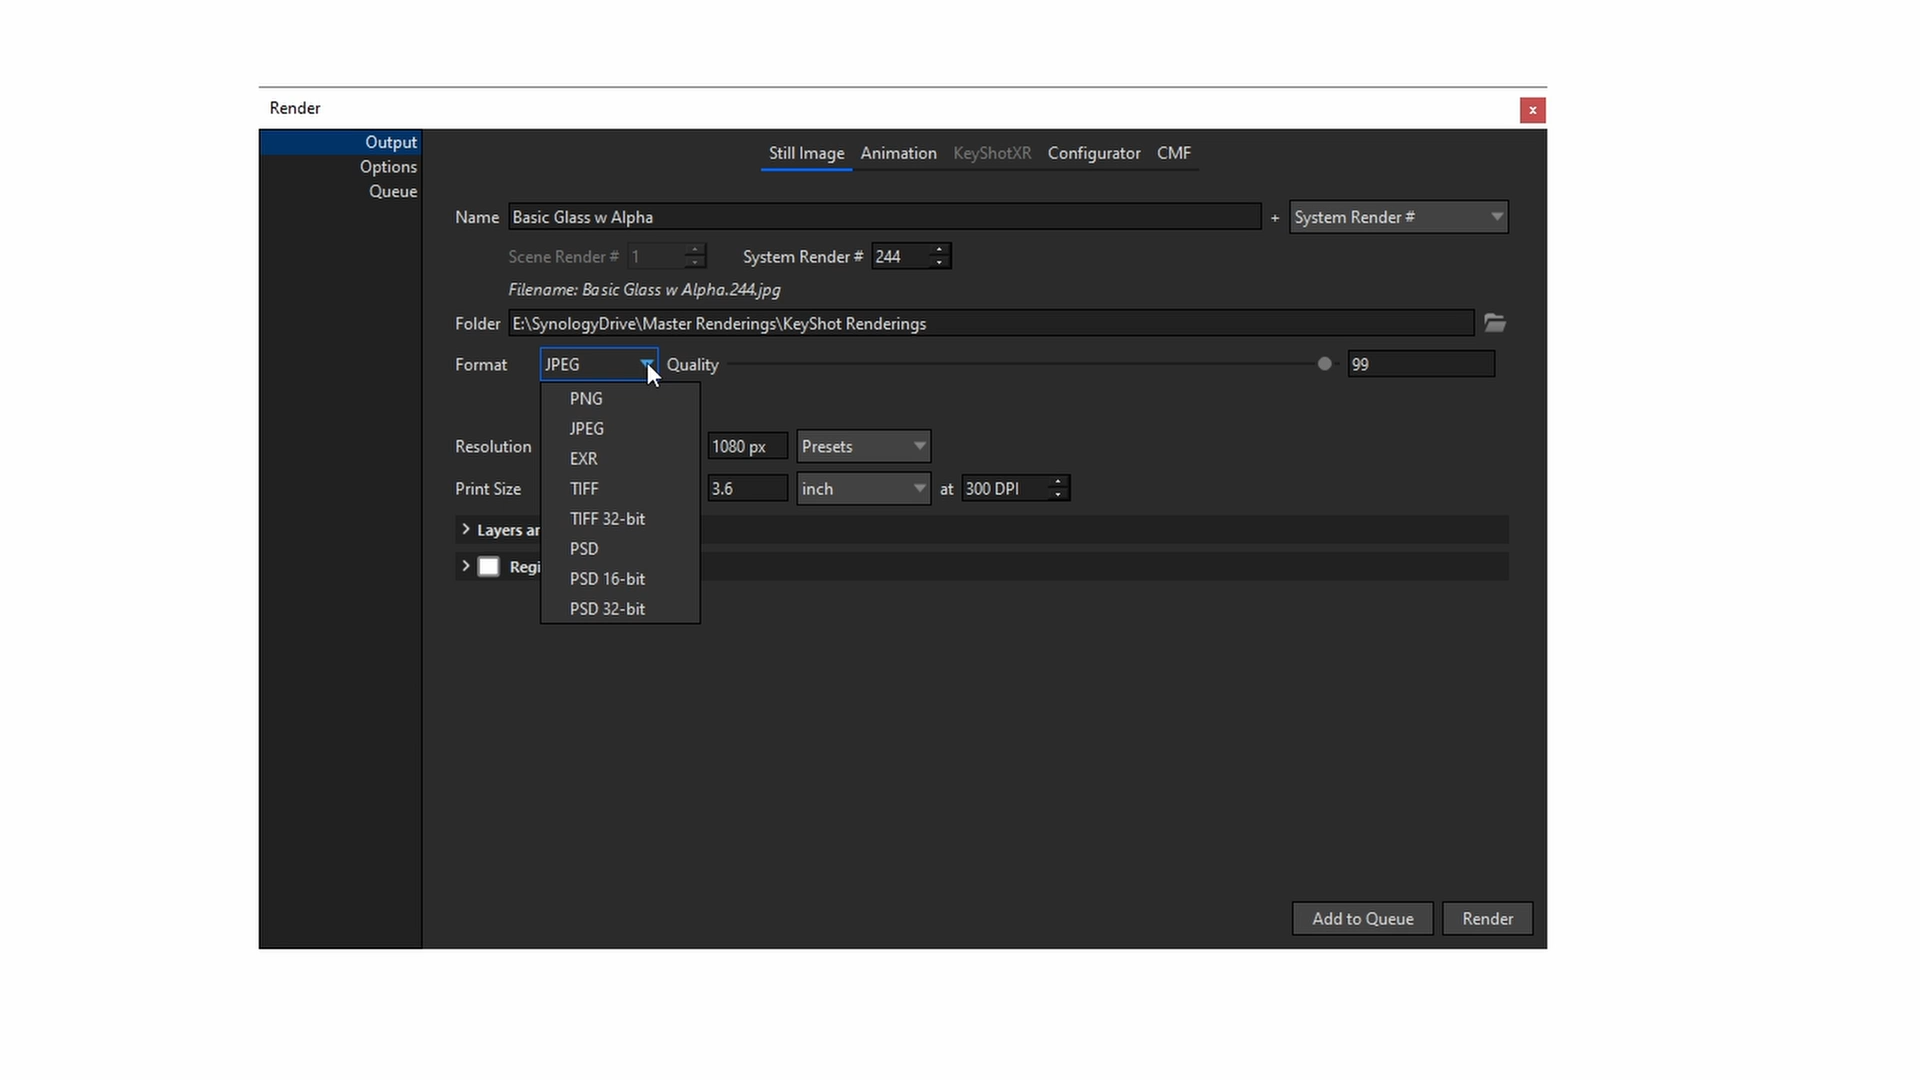 Render
x
Output
Options
Queue
Still Image Animation KeyShotXR Configurator CMF
Name Basic Glass w Alpha + System Render #
Scene Render # 1 System Render # 244
Filename: Basic Glass w Alpha.244.jpg
Folder E:\SynologyDrive\Master Renderings\KeyShot Renderings
Format JPEG Quality 99
PNG
JPEG
EXR
TIFF
TIFF 32-bit
PSD
PSD 16-bit
PSD 32-bit
Resolution 1080 px Presets
Print Size 3.6 inch at 300 DPI
Layers
Add to Queue Render